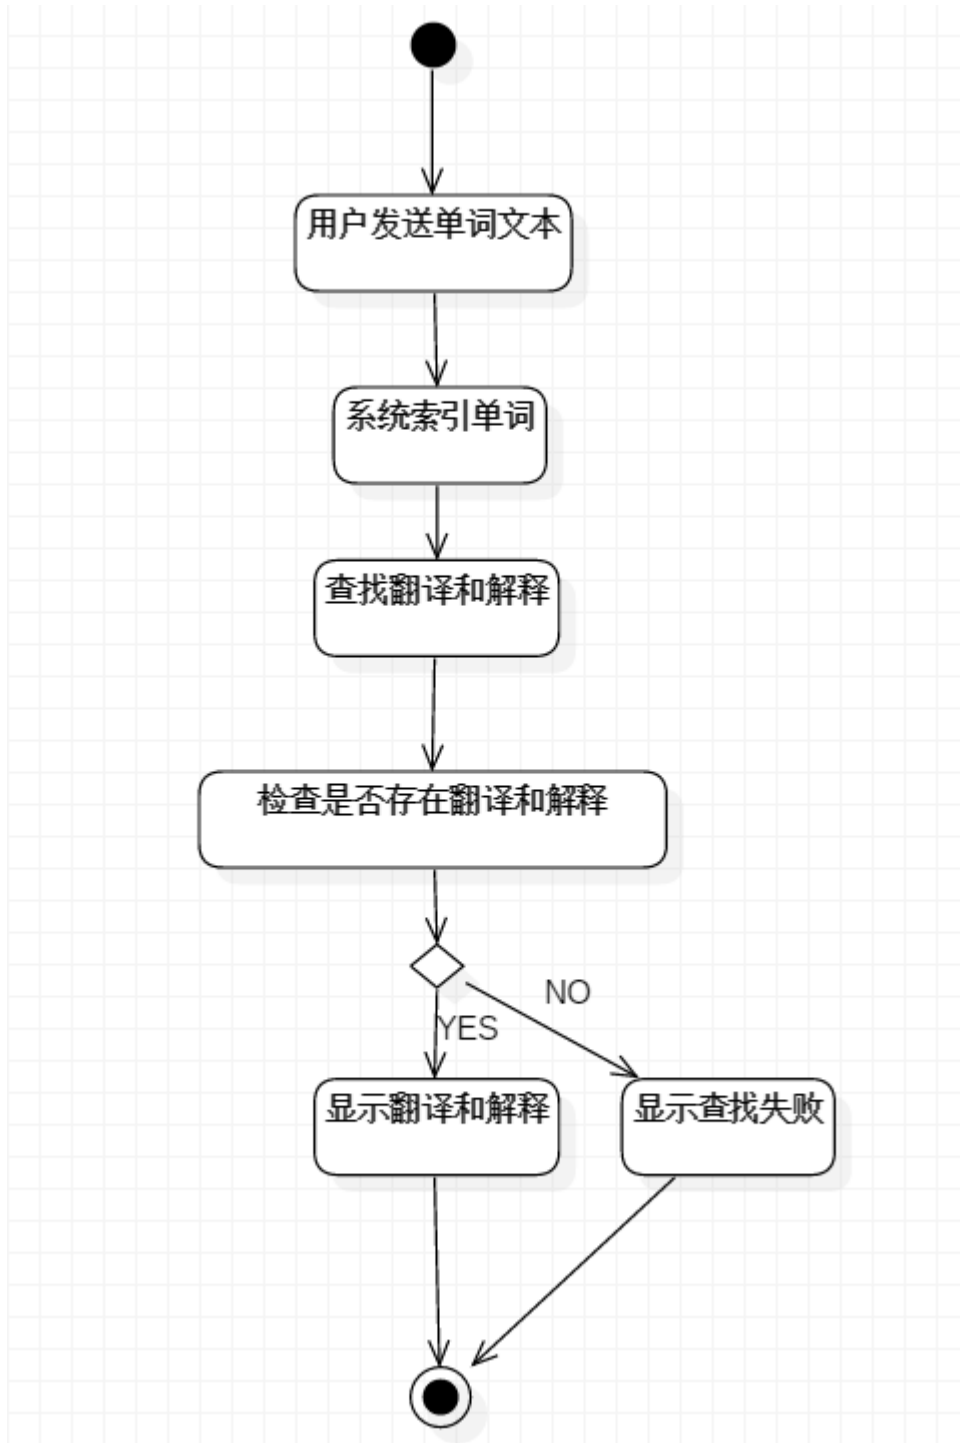 用户发送单词文本
系统索引单词
查找翻译和解释
检查是否存在翻译和解释
NO
YES
显示翻译和解释
显示查找失败